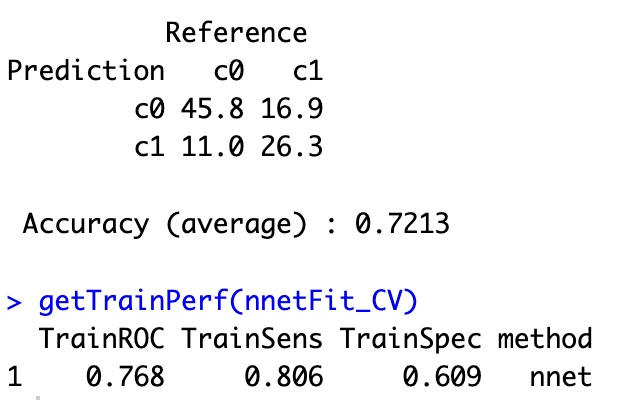 Reference
Prediction c0 c1
c0 45.8 16.9
c1 11.0 26.3
Accuracy (average) : 0.7213
> getTrainPerf(nnetFit_CV)
TrainROC TrainSens TrainSpec method
1 0.768 0.806 0.609 nnet